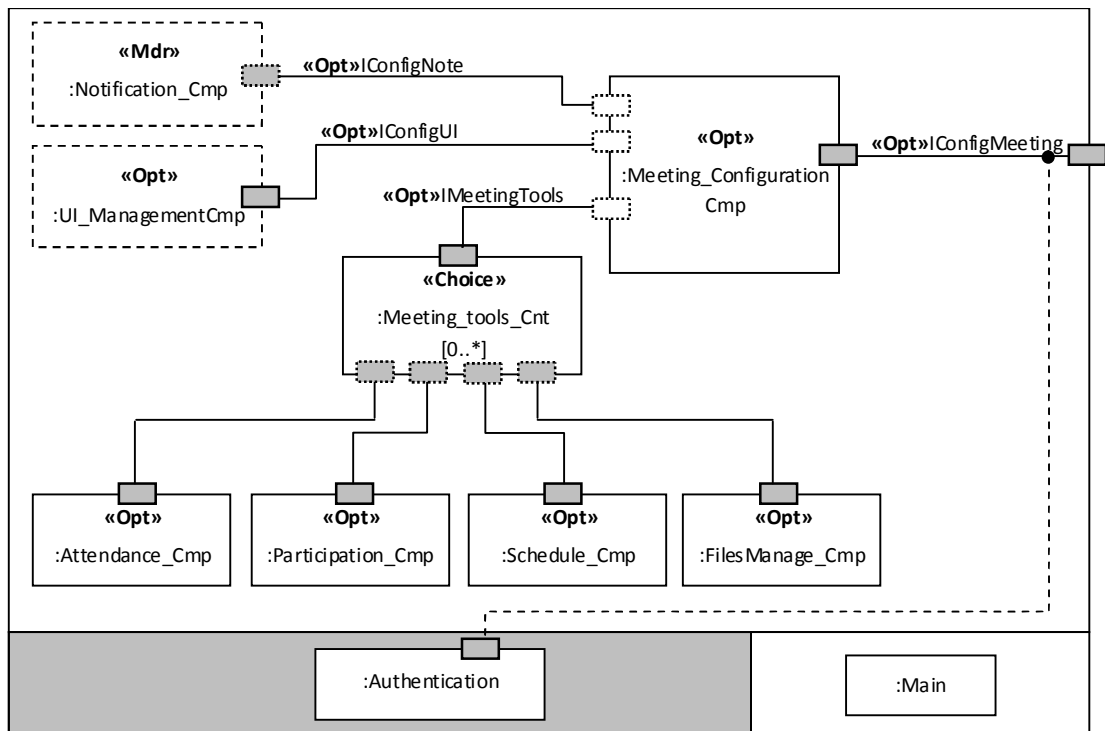 «Mdr»
:Notification_Cmp
«Opt»IConfigNote
«Opt»IConfigUI
«Opt»
:UI_ManagementCmp
«Opt»IMeetingTools
«Opt»
:Meeting_Configuration
Cmp
«Opt»IConfigMeeting
«Choice»
:Meeting_tools_Cnt
[0..*]
«Opt»
:Attendance_Cmp
«Opt»
:Participation_Cmp
«Opt»
:Schedule_Cmp
«Opt»
:FilesManage_Cmp
:Authentication
:Main